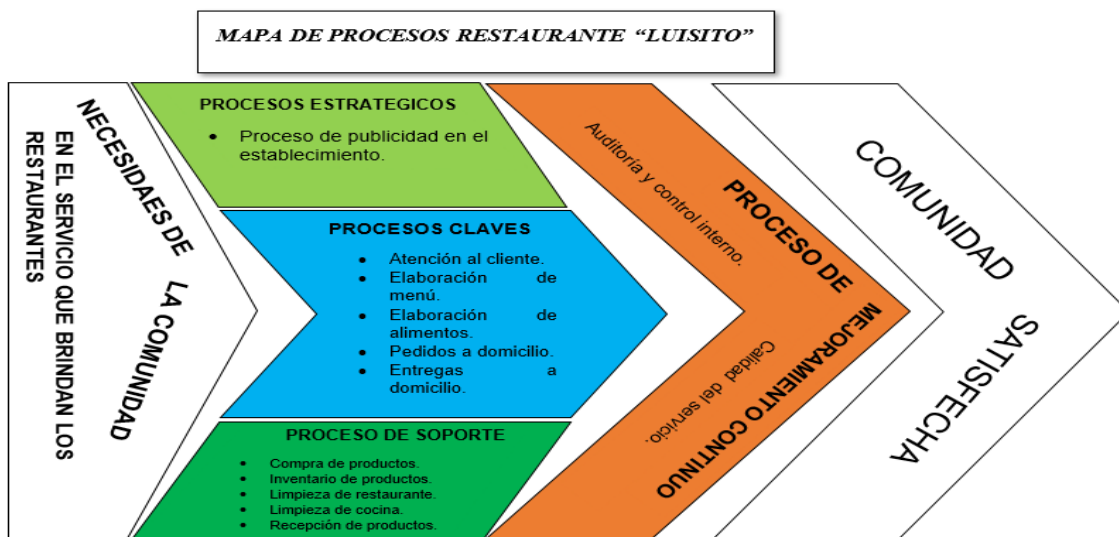 MAPA DE PROCESOS RESTAURANTE “LUISITO”
NECESIDAES DE
LA COMUNIDAD
EN EL SERVICIO QUE BRINDAN LOS
RESTAURANTES
PROCESOS ESTRATEGICOS
• Proceso de publicidad en el
establecimiento.
PROCESOS CLAVES
• Atención al cliente.
• Elaboración de
menú.
• Elaboración de
alimentos.
• Pedidos a domicilio.
• Entregas a
domicilio.
PROCESO DE SOPORTE
• Compra de productos.
• Inventario de productos.
• Limpieza de restaurante.
• Limpieza de cocina.
• Recepción de productos.
PROCESO DE
MEJORAMIENTO CONTINUO
Auditoría y control interno.
Calidad del servicio.
COMUNIDAD
SATISFECHA